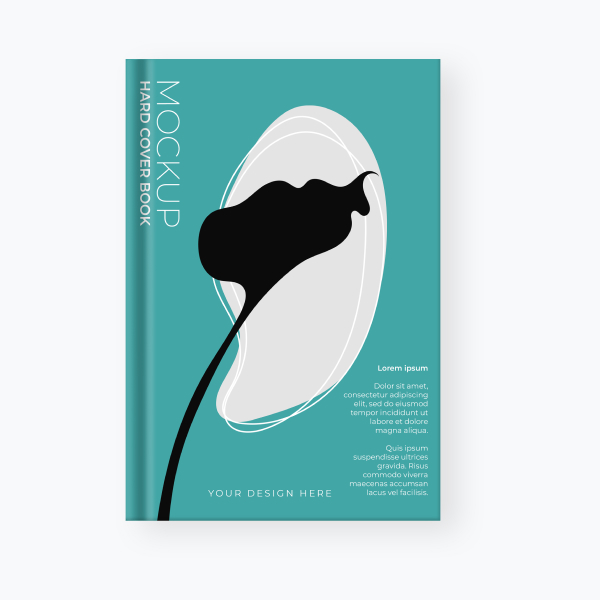 MOCKUP
HARD COVER BOOK
Lorem ipsum
Dolor sit amet,
consectetur adipiscing
elit, sed do eiusmod
tempor incididunt ut
labore et dolore
magna aliqua.
Quis ipsum
suspendisse ultrices
gravida. Risus
commodo viverra
maecenas accumsan
lacus vel facilisis.
YOUR DESIGN HERE